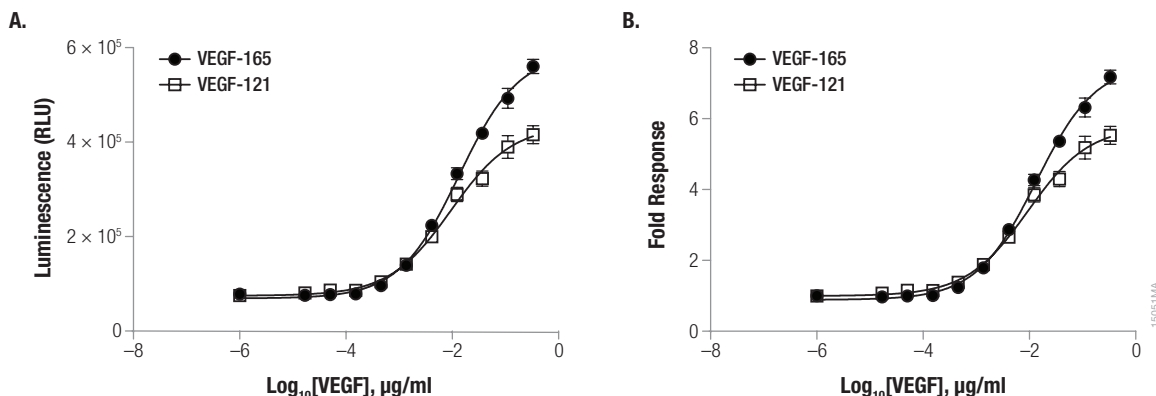 A.
6 × 10⁵
4 × 10⁵
2 × 10⁵
0
Luminescence (RLU)
VEGF-165
VEGF-121
–8
–6
–4
–2
0
Log₁₀[VEGF], µg/ml
B.
8
6
4
2
0
Fold Response
VEGF-165
VEGF-121
–8
–6
–4
–2
0
Log₁₀[VEGF], µg/ml
15051MA